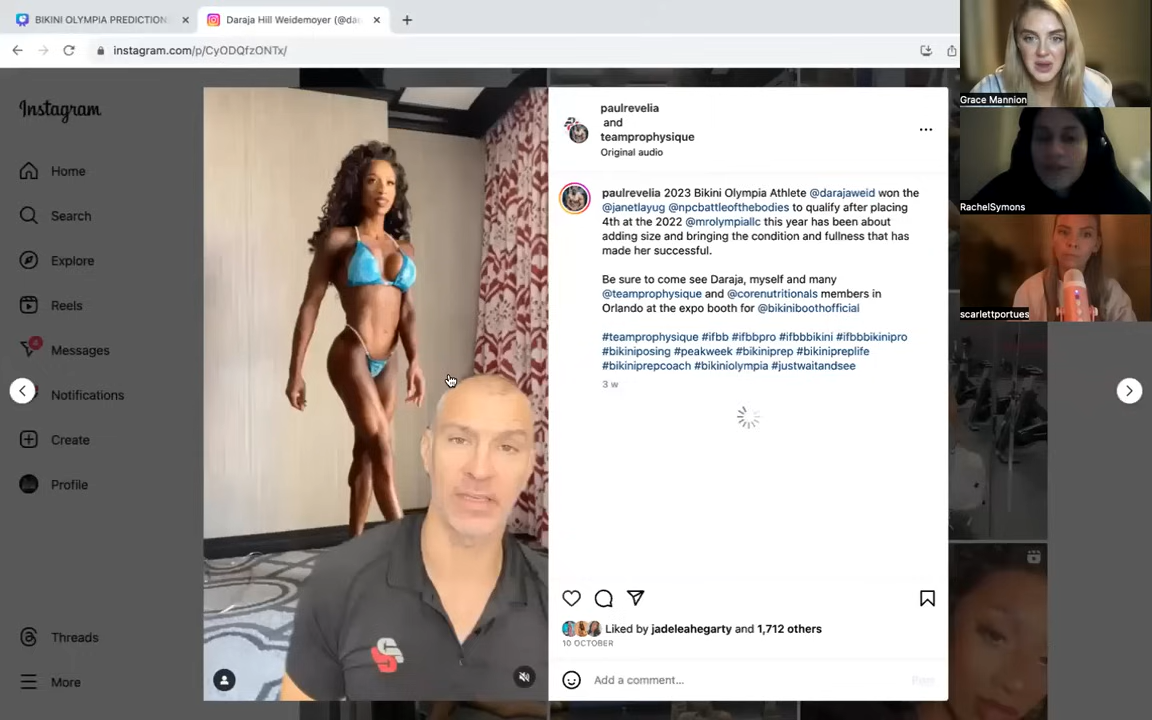 BIKINI OLYMPIA PREDICTION
Daraja Hill Weidemoyer (@da
instagram.com/p/CyODQfzONTx/
Grace Mannion
RachelSymons
scarlettportues
Instagram
Home
Search
Explore
Reels
4
Messages
Notifications
Create
Profile
Threads
More
paulrevelia
and
teamprophysique
Original audio
paulrevelia 2023 Bikini Olympia Athlete @darajaweid won the
@janetlayug @npcbattleofthebodies to qualify after placing
4th at the 2022 @mrolympiallc this year has been about
adding size and bringing the condition and fullness that has
made her successful.
Be sure to come see Daraja, myself and many
@teamprophysique and @corenutritionals members in
Orlando at the expo booth for @bikiniboothofficial
#teamprophysique #ifbb #ifbbpro #ifbbbikini #ifbbbikinipro
#bikiniposing #peakweek #bikiniprep #bikinipreplife
#bikiniprepcoach #bikiniolympia #justwaitandsee
3 w
Liked by jadeleahegarty and 1,712 others
10 OCTOBER
Add a comment...
Post